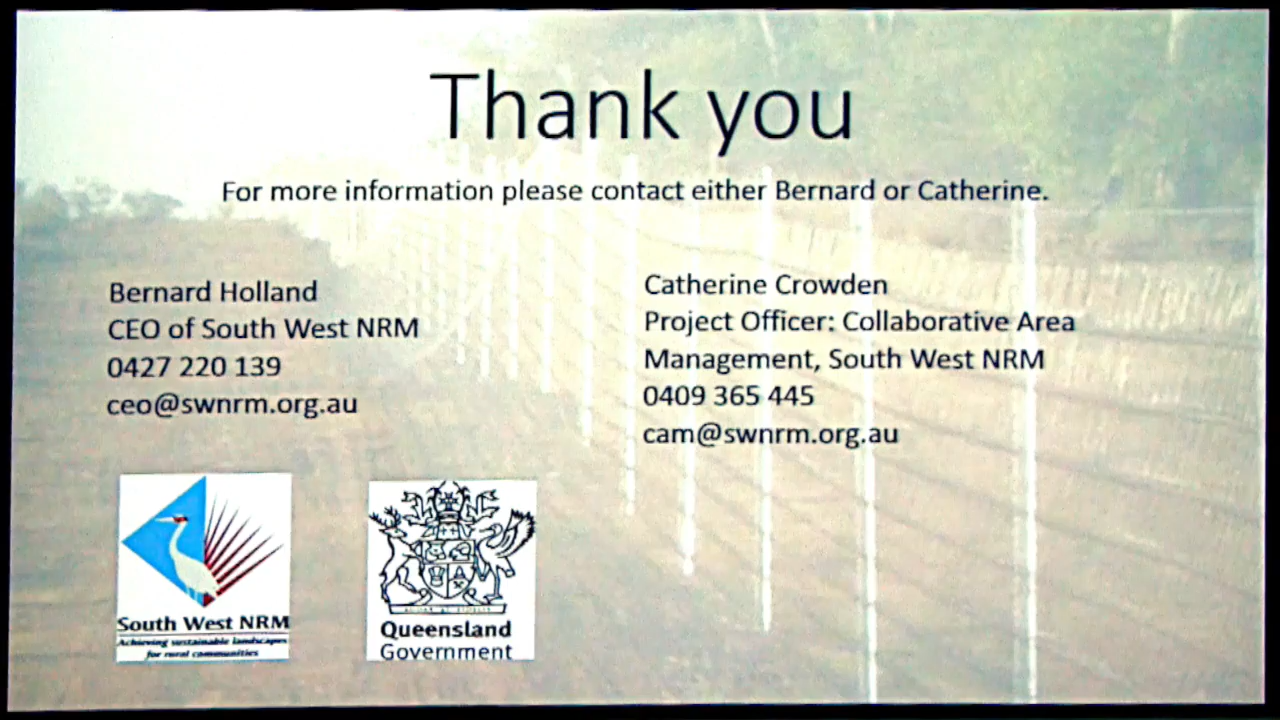 Thank you
For more information please contact either Bernard or Catherine.
Bernard Holland
CEO of South West NRM
0427 220 139
ceo@swnrm.org.au
Catherine Crowden
Project Officer: Collaborative Area
Management, South West NRM
0409 365 445
cam@swnrm.org.au
South West NRM
Achieving sustainable landscapes
for rural communities
Queensland
Government